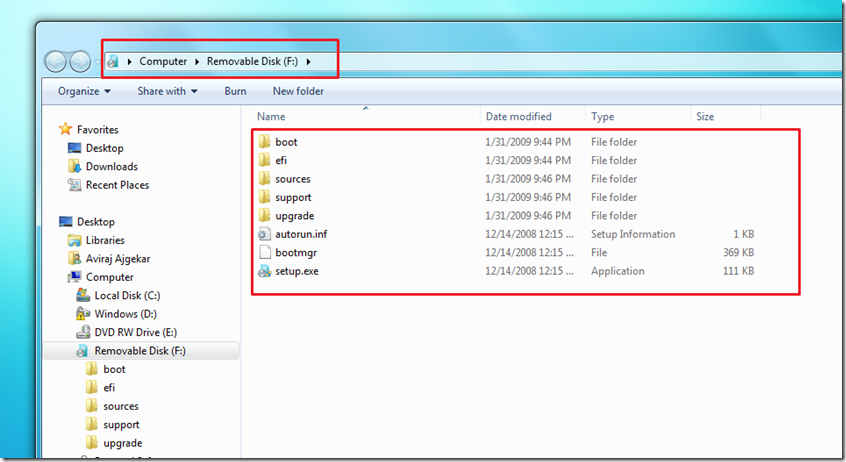 Computer Removable Disk (F:)
Organize Share with Burn New folder
Favorites
Desktop
Downloads
Recent Places
Desktop
Libraries
Aviraj Ajgekar
Computer
Local Disk (C:)
Windows (D:)
DVD RW Drive (E:)
Removable Disk (F:)
boot
efi
sources
support
upgrade
Name Date modified Type Size
boot 1/31/2009 9:44 PM File folder
efi 1/31/2009 9:44 PM File folder
sources 1/31/2009 9:46 PM File folder
support 1/31/2009 9:46 PM File folder
upgrade 1/31/2009 9:46 PM File folder
autorun.inf 12/14/2008 12:15 ... Setup Information 1 KB
bootmgr 12/14/2008 12:15 ... File 369 KB
setup.exe 12/14/2008 12:15 ... Application 111 KB